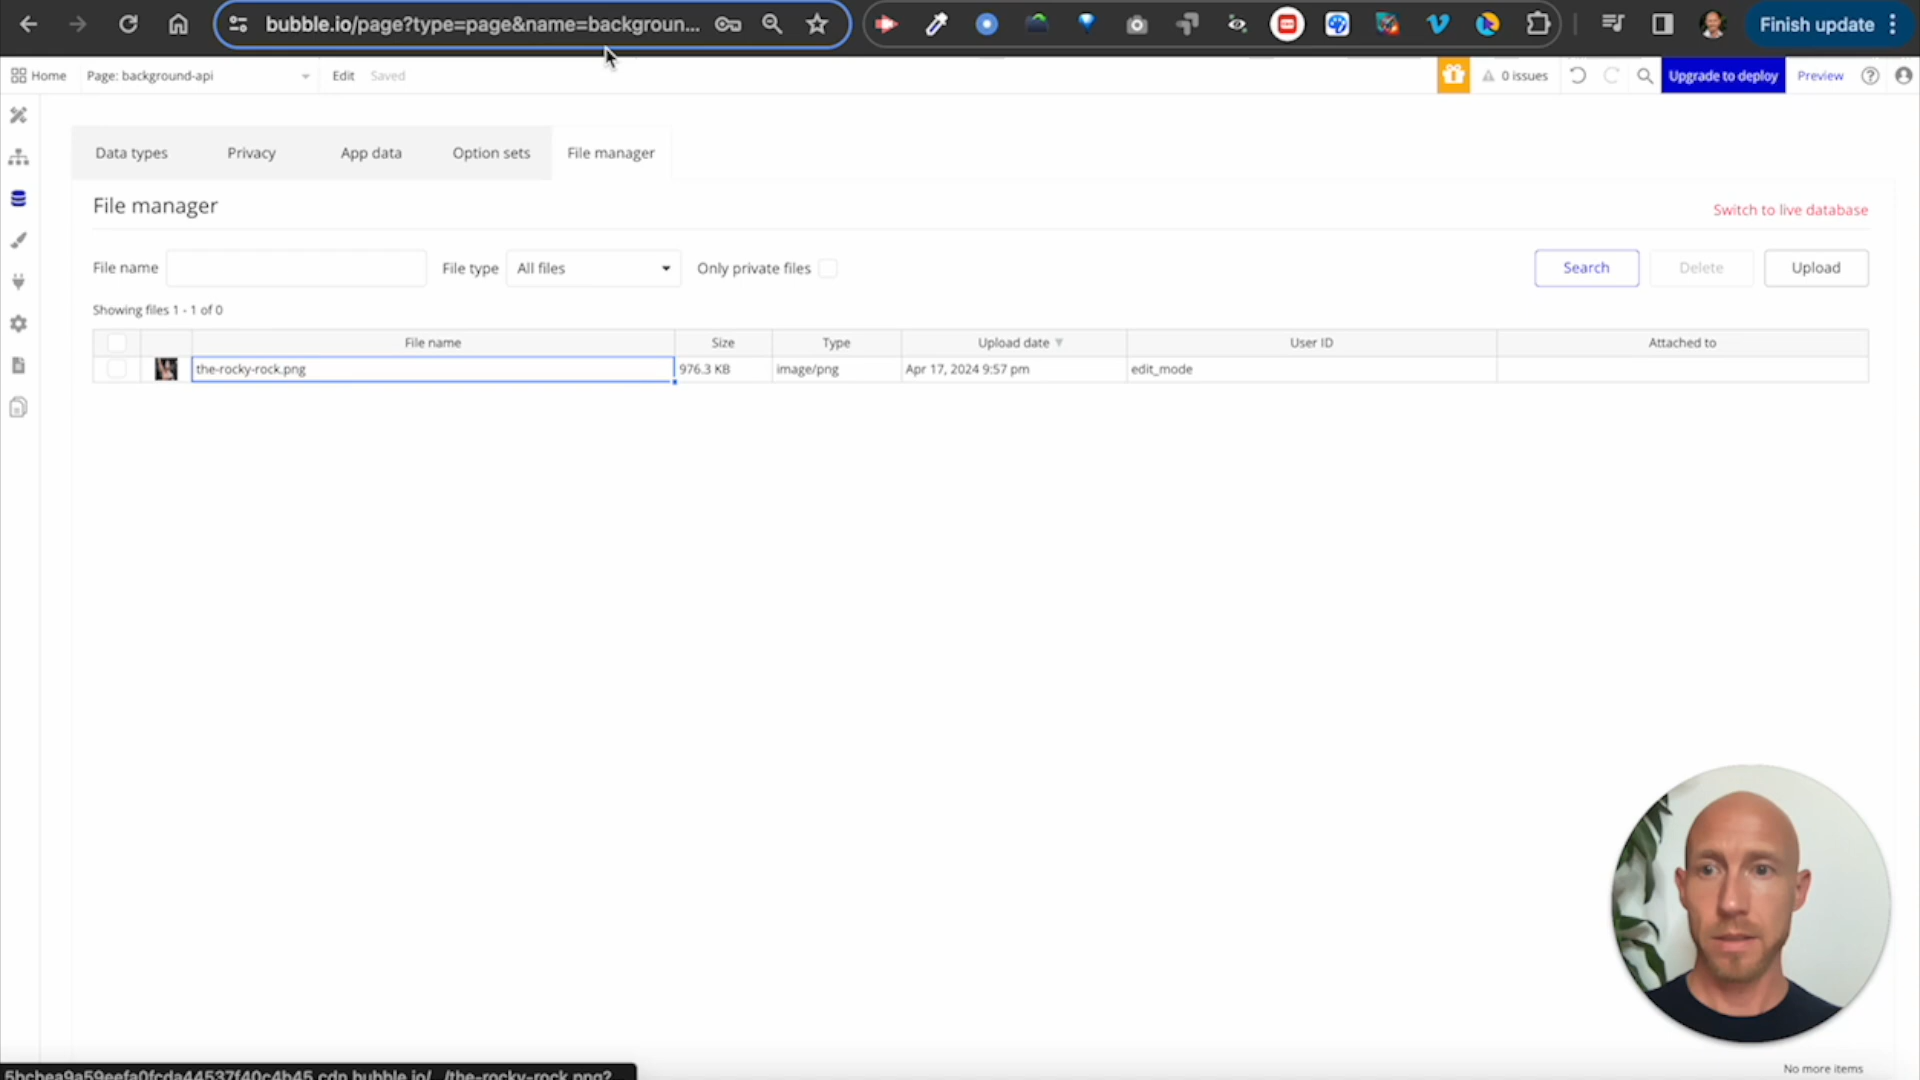 bubble.io/page?type=page&name=backgroun...
Finish update
Home
Page: background-api
Edit
Saved
0 issues
Upgrade to deploy
Preview
Data types
Privacy
App data
Option sets
File manager
File manager
Switch to live database
File name
File type
All files
Only private files
Search
Delete
Upload
Showing files 1 - 1 of 0
File name
Size
Type
Upload date
User ID
Attached to
the-rocky-rock.png
976.3 KB
image/png
Apr 17, 2024 9:57 pm
edit_mode
No more items